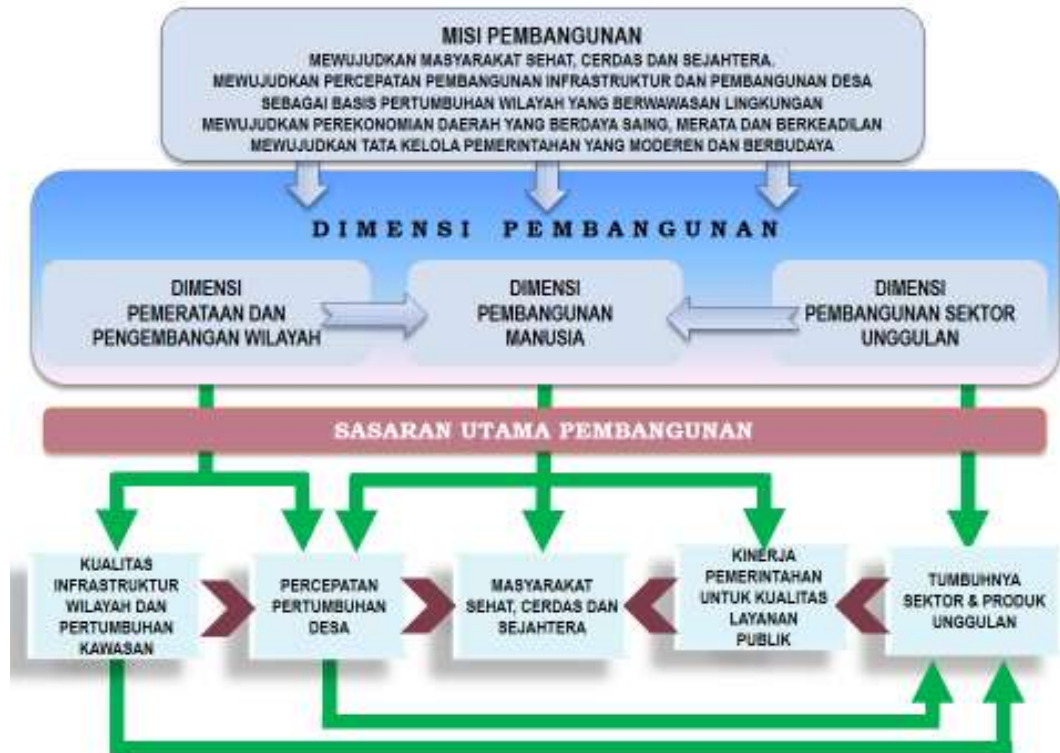 MISI PEMBANGUNAN
MEWUJUDKAN MASYARAKAT SEHAT, CERDAS DAN SEJAHTERA.
MEWUJUDKAN PERCEPATAN PEMBANGUNAN INFRASTRUKTUR DAN PEMBANGUNAN DESA
SEBAGAI BASIS PERTUMBUHAN WILAYAH YANG BERWAWASAN LINGKUNGAN
MEWUJUDKAN PEREKONOMIAN DAERAH YANG BERDAYA SAING, MERATA DAN BERKEADILAN
MEWUJUDKAN TATA KELOLA PEMERINTAHAN YANG MODEREN DAN BERBUDAYA
DIMENSI PEMBANGUNAN
DIMENSI
PEMERATAAN DAN
PENGEMBANGAN WILAYAH
DIMENSI
PEMBANGUNAN
MANUSIA
DIMENSI
PEMBANGUNAN SEKTOR
UNGGULAN
SASARAN UTAMA PEMBANGUNAN
KUALITAS
INFRASTRUKTUR
WILAYAH DAN
PERTUMBUHAN
KAWASAN
PERCEPATAN
PERTUMBUHAN
DESA
MASYARAKAT
SEHAT, CERDAS DAN
SEJAHTERA
KINERJA
PEMERINTAHAN
UNTUK KUALITAS
LAYANAN
PUBLIK
TUMBUHNYA
SEKTOR & PRODUK
UNGGULAN